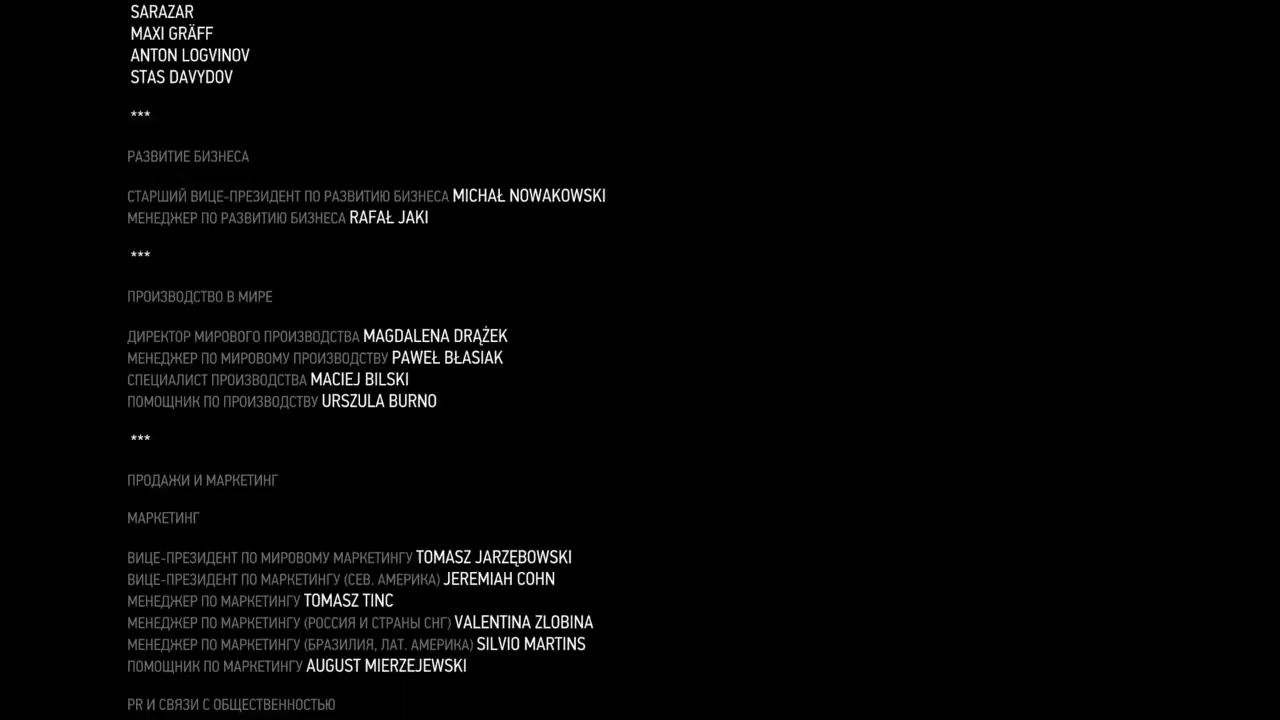 SARAZAR
MAXI GRÄFF
ANTON LOGVINOV
STAS DAVYDOV
***
РАЗВИТИЕ БИЗНЕСА
СТАРШИЙ ВИЦЕ-ПРЕЗИДЕНТ ПО РАЗВИТИЮ БИЗНЕСА MICHAŁ NOWAKOWSKI
МЕНЕДЖЕР ПО РАЗВИТИЮ БИЗНЕСА RAFAŁ JAKI
***
ПРОИЗВОДСТВО В МИРЕ
ДИРЕКТОР МИРОВОГО ПРОИЗВОДСТВА MAGDALENA DRĄŻEK
МЕНЕДЖЕР ПО МИРОВОМУ ПРОИЗВОДСТВУ PAWEŁ BŁASIAK
СПЕЦИАЛИСТ ПРОИЗВОДСТВА MACIEJ BILSKI
ПОМОЩНИК ПО ПРОИЗВОДСТВУ URSZULA BURNO
***
ПРОДАЖИ И МАРКЕТИНГ
МАРКЕТИНГ
ВИЦЕ-ПРЕЗИДЕНТ ПО МИРОВОМУ МАРКЕТИНГУ TOMASZ JARZĘBOWSKI
ВИЦЕ-ПРЕЗИДЕНТ ПО МАРКЕТИНГУ (СЕВ. АМЕРИКА) JEREMIAH COHN
МЕНЕДЖЕР ПО МАРКЕТИНГУ TOMASZ TINC
МЕНЕДЖЕР ПО МАРКЕТИНГУ (РОССИЯ И СТРАНЫ СНГ) VALENTINA ZLOBINA
МЕНЕДЖЕР ПО МАРКЕТИНГУ (БРАЗИЛИЯ, ЛАТ. АМЕРИКА) SILVIO MARTINS
ПОМОЩНИК ПО МАРКЕТИНГУ AUGUST MIERZEJEWSKI
PR И СВЯЗИ С ОБЩЕСТВЕННОСТЬЮ